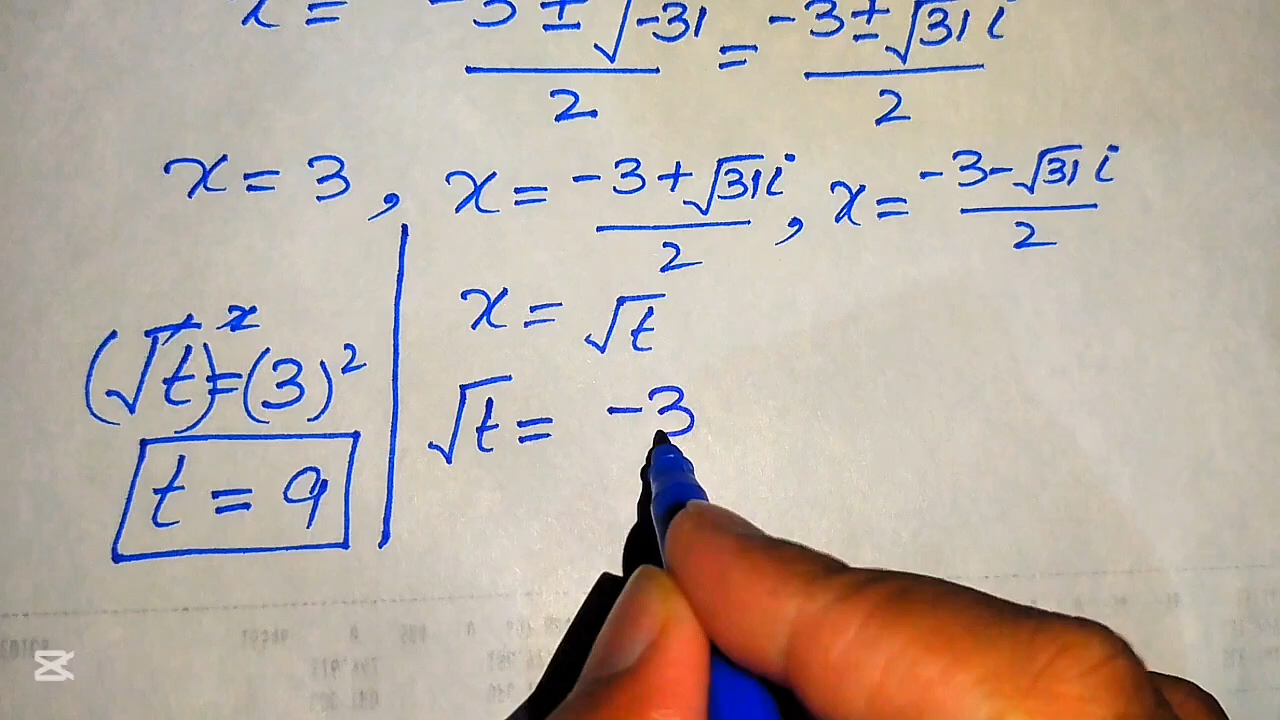 x = -3 ± √-31 / 2 = -3 ± √31 i / 2
x = 3 , x = -3 + √31 i / 2 , x = -3 - √31 i / 2
x = √t
(√t)² = (3)²
√t = -3
t = 9